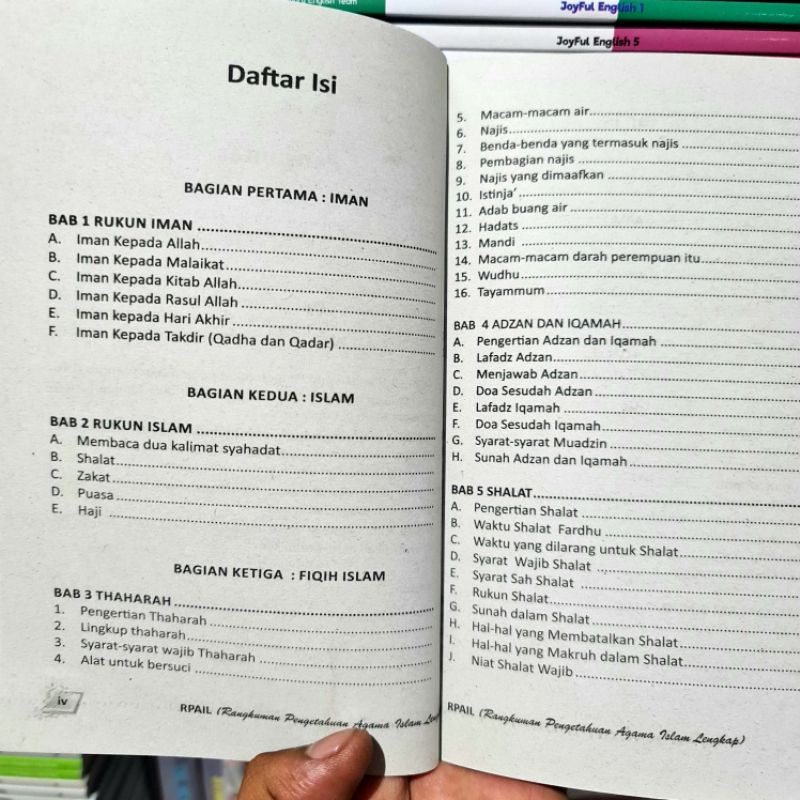 English Team
JoyFul English 1
JoyFul English 5
Daftar Isi
BAGIAN PERTAMA : IMAN
BAB 1 RUKUN IMAN
A. Iman Kepada Allah
B. Iman Kepada Malaikat
C. Iman Kepada Kitab Allah
D. Iman Kepada Rasul Allah
E. Iman kepada Hari Akhir
F. Iman Kepada Takdir (Qadha dan Qadar)
BAGIAN KEDUA : ISLAM
BAB 2 RUKUN ISLAM
A. Membaca dua kalimat syahadat
B. Shalat
C. Zakat
D. Puasa
E. Haji
BAGIAN KETIGA : FIQIH ISLAM
BAB 3 THAHARAH
1. Pengertian Thaharah
2. Lingkup thaharah
3. Syarat-syarat wajib Thaharah
4. Alat untuk bersuci
iv
RPAIL (Rangkuman Pengetahuan Agama Islam
5. Macam-macam air
6. Najis
7. Benda-benda yang termasuk najis
8. Pembagian najis
9. Najis yang dimaafkan
10. Istinja'
11. Adab buang air
12. Hadats
13. Mandi
14. Macam-macam darah perempuan itu
15. Wudhu
16. Tayammum
BAB 4 ADZAN DAN IQAMAH
A. Pengertian Adzan dan Iqamah
B. Lafadz Adzan
C. Menjawab Adzan
D. Doa Sesudah Adzan
E. Lafadz Iqamah
F. Doa Sesudah Iqamah
G. Syarat-syarat Muadzin
H. Sunah Adzan dan Iqamah
BAB 5 SHALAT
A. Pengertian Shalat
B. Waktu Shalat Fardhu
C. Waktu yang dilarang untuk Shalat
D. Syarat Wajib Shalat
E. Syarat Sah Shalat
F. Rukun Shalat
G. Sunah dalam Shalat
H. Hal-hal yang Membatalkan Shalat
I. Hal-hal yang Makruh dalam Shalat
J. Niat Shalat Wajib
RPAIL (Rangkuman Pengetahuan Agama Islam Lengkap)